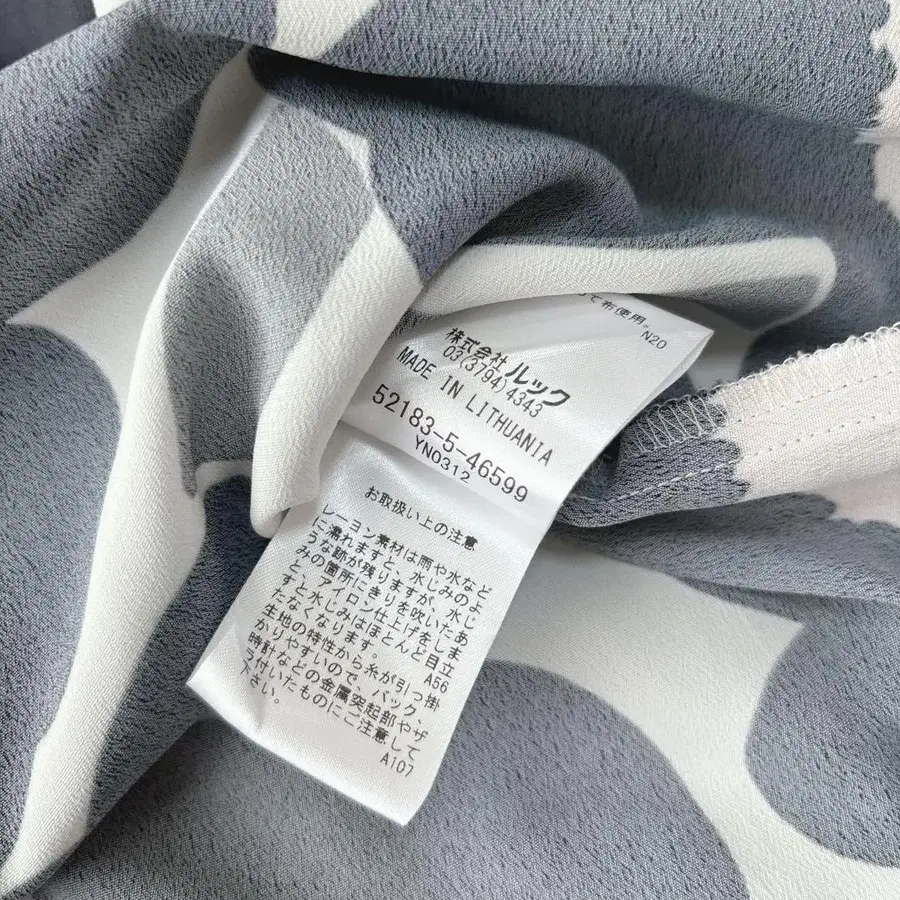 て布使用。
N20
株式会社ルック
03(3794)4343
MADE IN LITHUANIA
52183-5-46599
YN0312
お取扱い上の注意
レーヨン素材は雨や水など
に濡れますと、水じみのよ
うな跡が残りますが、水じ
みの箇所にきりを吹いたあ
と、アイロン仕上げをしま
すと水じみはほとんど目立
たなくなります。 A56
生地の特性から糸が引っ掛
かりやすいので、バック、
時計などの金属突起部やザ
ラ付いたものにご注意して
下さい。 A107